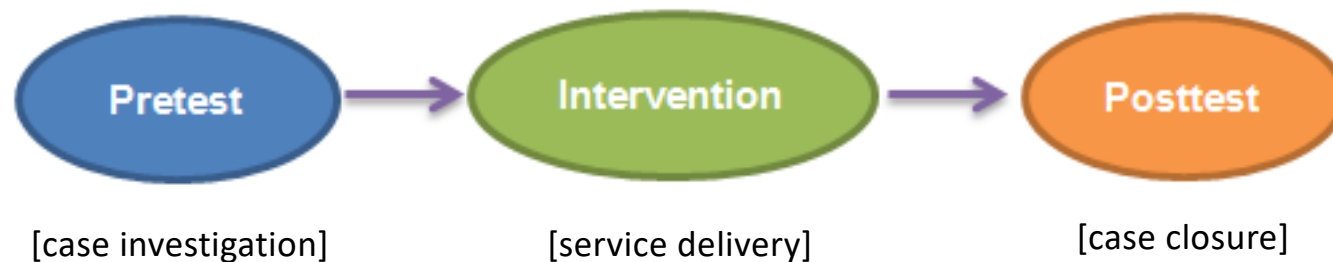 Pretest
Intervention
Posttest
[case investigation]
[service delivery]
[case closure]